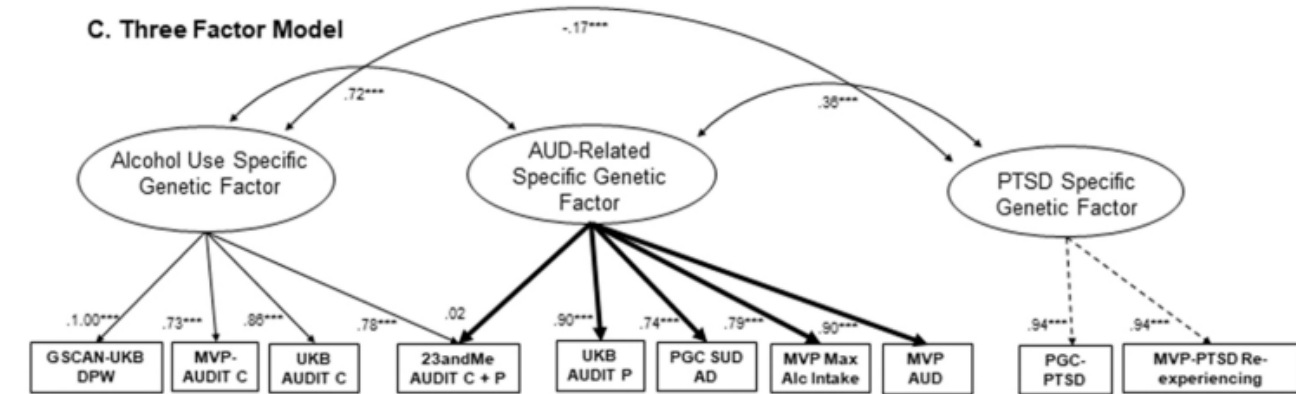 C. Three Factor Model
-.17***
.72***
.36***
Alcohol Use Specific
Genetic Factor
AUD-Related
Specific Genetic
Factor
PTSD Specific
Genetic Factor
.1.00***
.73***
.86***
.78***
.02
.90***
.74***
.79***
.90***
.94***
.94***
GSCAN-UKB
DPW
MVP-
AUDIT C
UKB
AUDIT C
23andMe
AUDIT C + P
UKB
AUDIT P
PGC SUD
AD
MVP Max
Alc Intake
MVP
AUD
PGC-
PTSD
MVP-PTSD Re-
experiencing